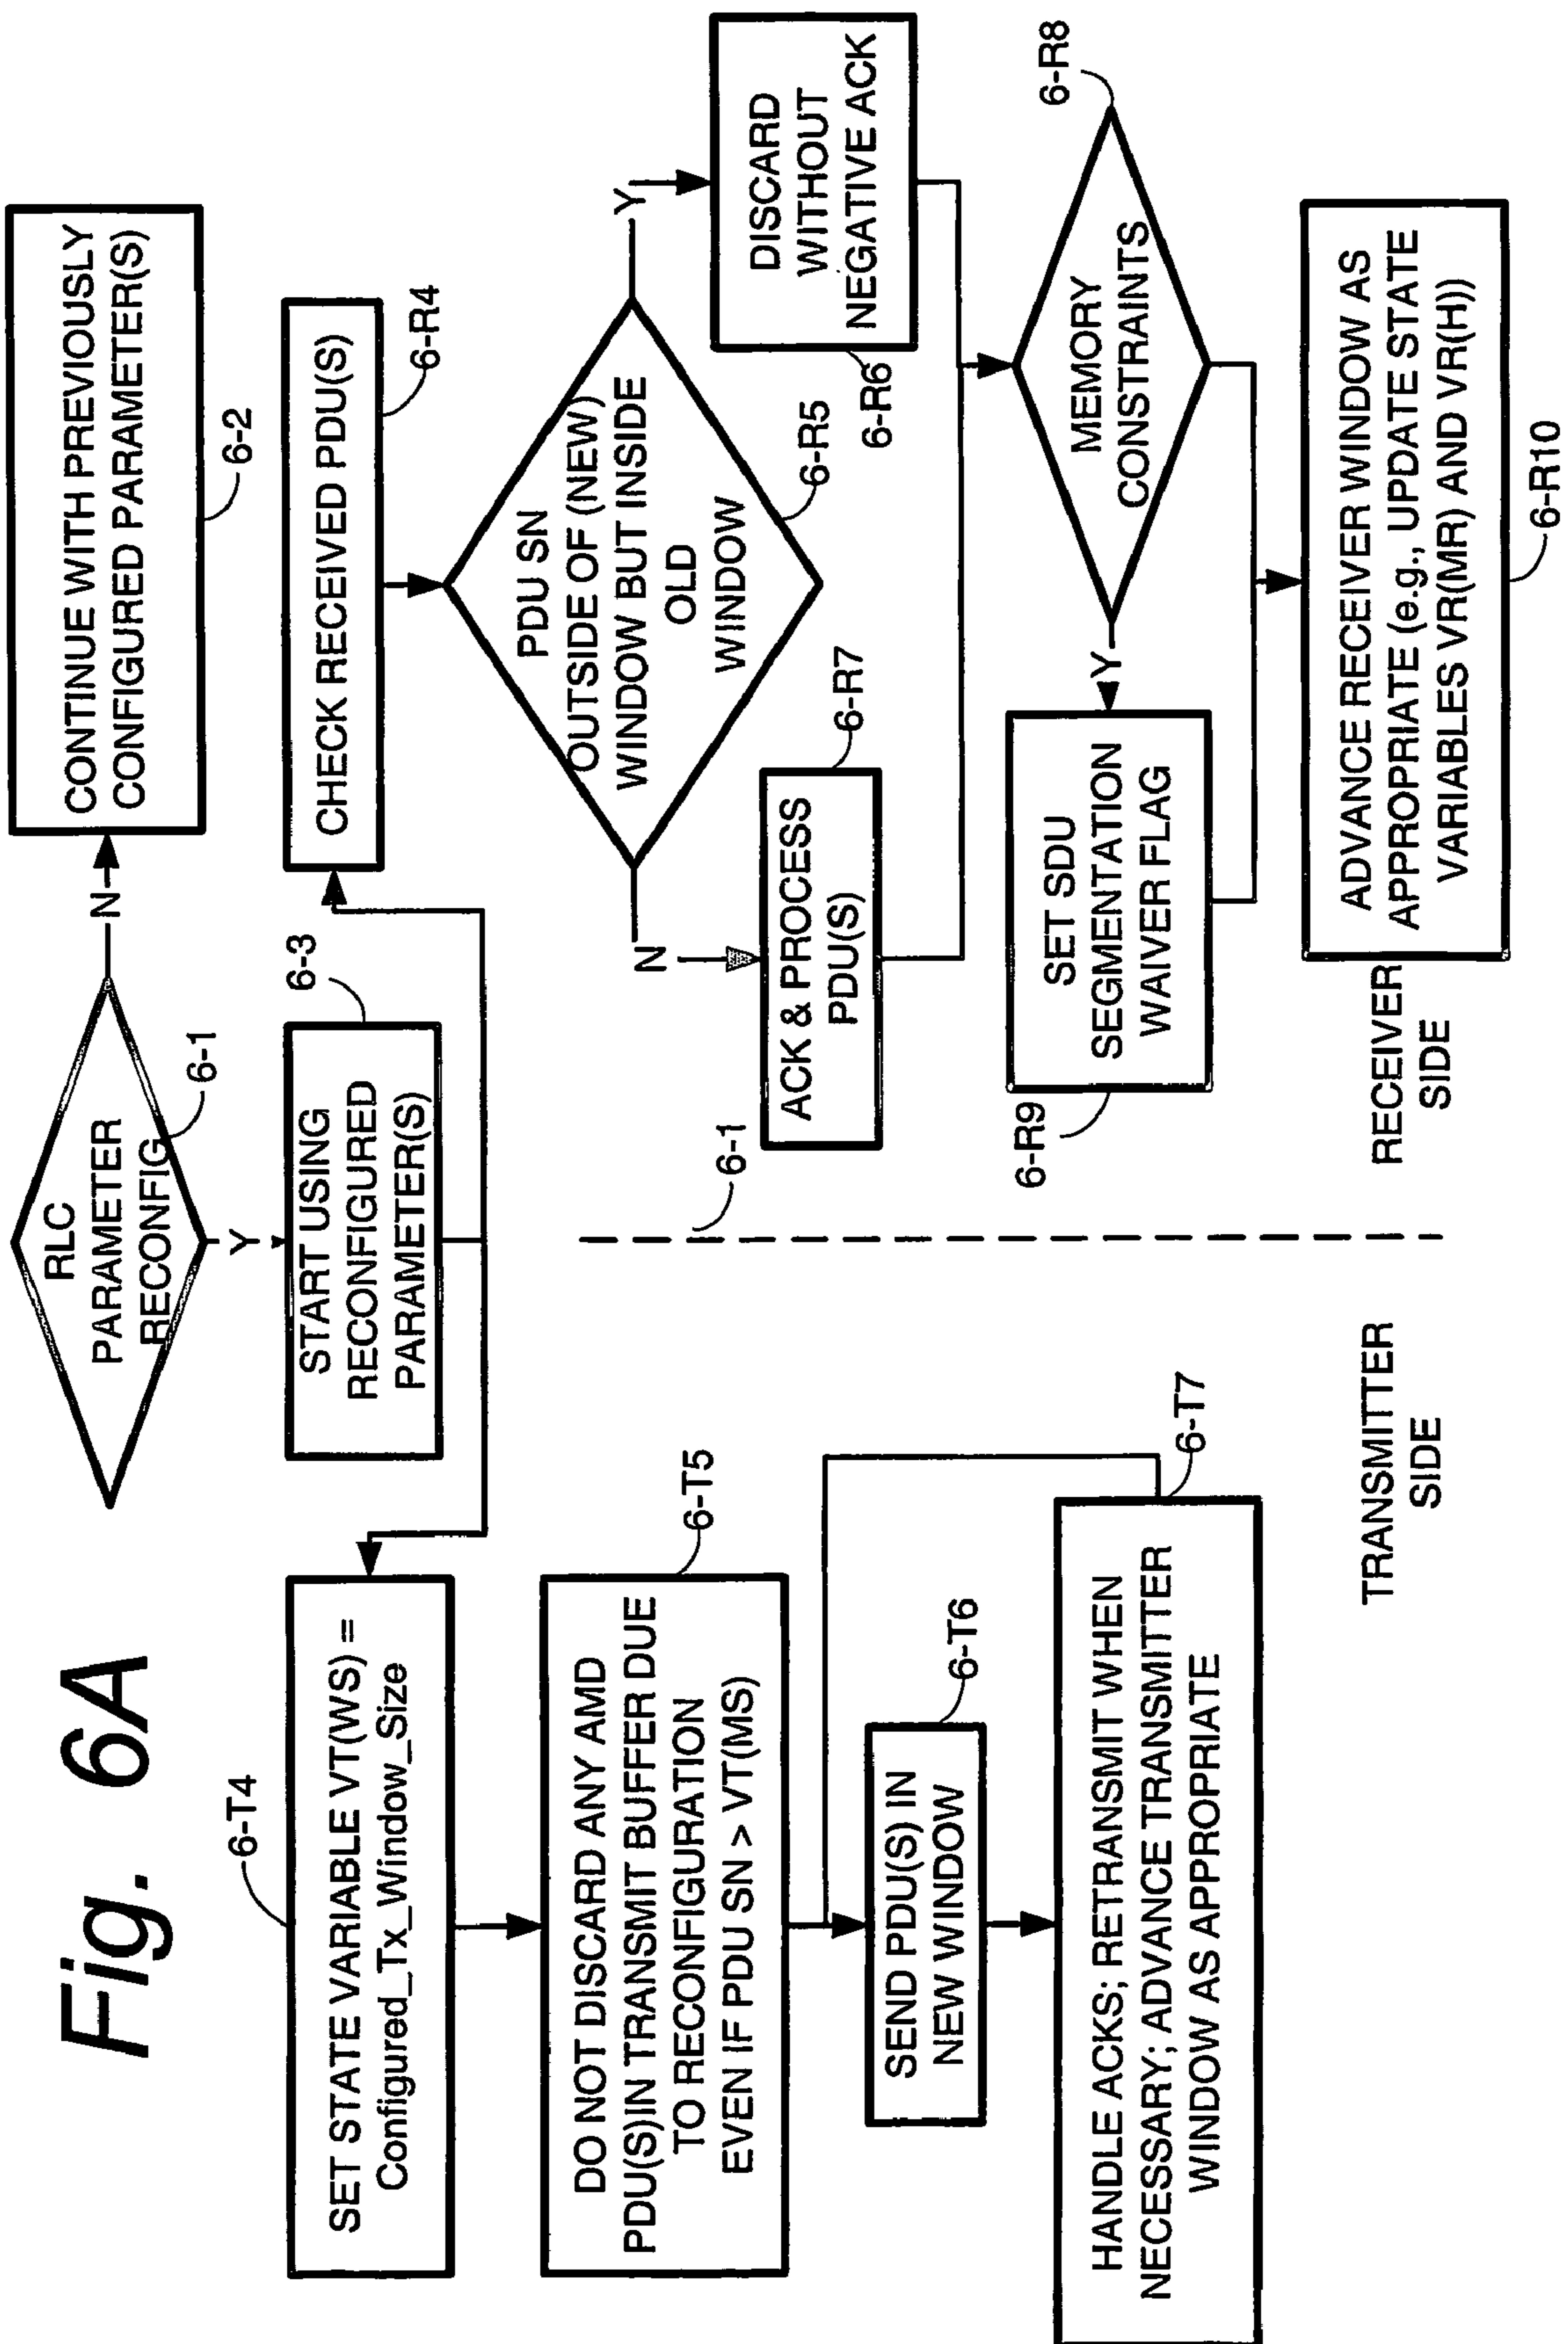 Fig. 6A
RLC
PARAMETER
RECONFIG
6-1
N
CONTINUE WITH PREVIOUSLY
CONFIGURED PARAMETER(S)
6-2
Y
START USING
RECONFIGURED
PARAMETER(S)
6-3
6-T4
SET STATE VARIABLE VT(WS) =
Configured_Tx_Window_Size
DO NOT DISCARD ANY AMD
PDU(S)IN TRANSMIT BUFFER DUE
TO RECONFIGURATION
EVEN IF PDU SN > VT(MS)
6-T5
SEND PDU(S) IN
NEW WINDOW
6-T6
HANDLE ACKS; RETRANSMIT WHEN
NECESSARY; ADVANCE TRANSMITTER
WINDOW AS APPROPRIATE
6-T7
TRANSMITTER
SIDE
6-1
CHECK RECEIVED PDU(S)
6-R4
PDU SN
OUTSIDE OF (NEW)
WINDOW BUT INSIDE
OLD
WINDOW
6-R5
N
Y
ACK & PROCESS
PDU(S)
6-R7
DISCARD
WITHOUT
NEGATIVE ACK
6-R6
MEMORY
CONSTRAINTS
6-R8
Y
SET SDU
SEGMENTATION
WAIVER FLAG
6-R9
ADVANCE RECEIVER WINDOW AS
APPROPRIATE (e.g., UPDATE STATE
VARIABLES VR(MR) AND VR(H))
6-R10
RECEIVER
SIDE